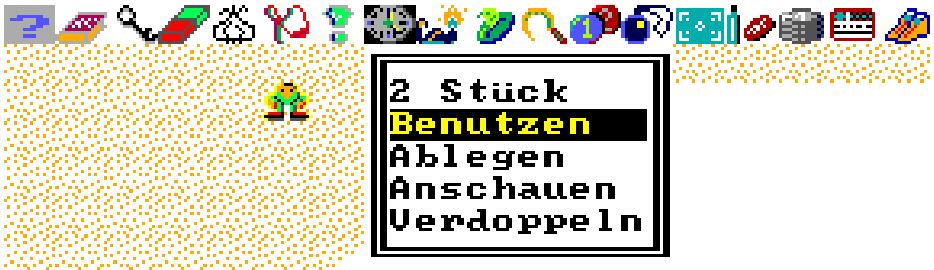 2 Stück
Benutzen
Ablegen
Anschauen
Verdoppeln